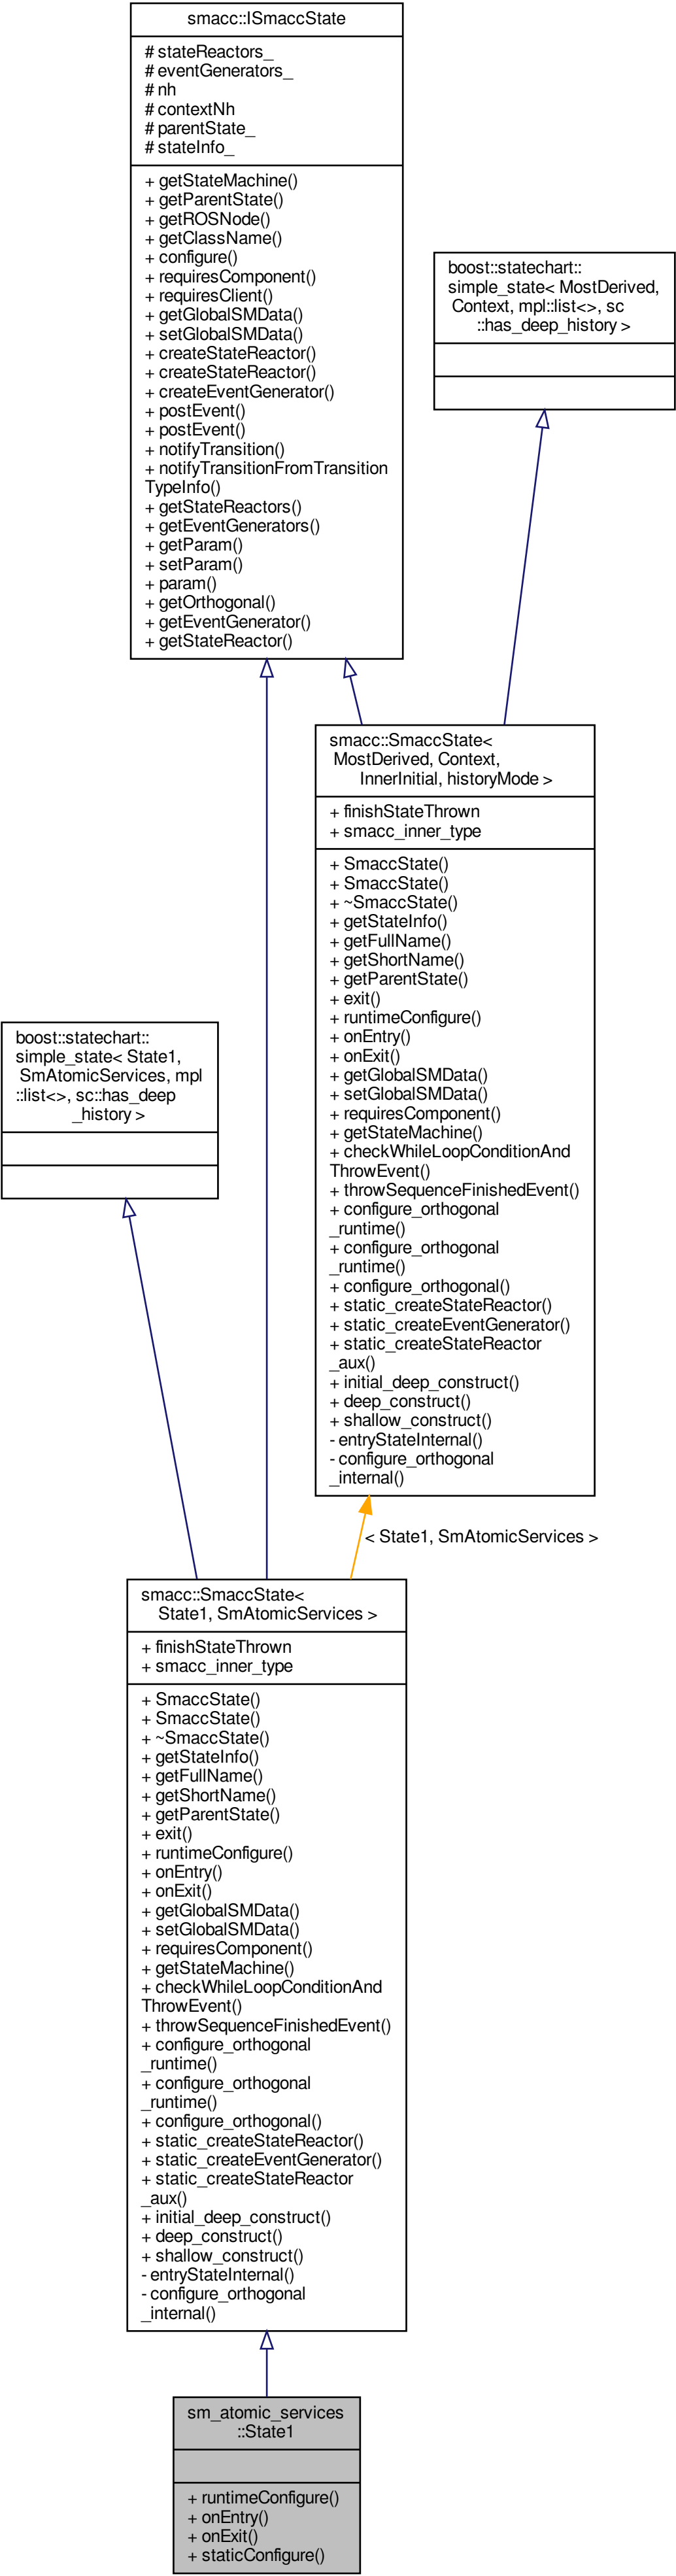 smacc::ISmaccState
# stateReactors_
# eventGenerators_
# nh
# contextNh
# parentState_
# stateInfo_
+ getStateMachine()
+ getParentState()
+ getROSNode()
+ getClassName()
+ configure()
+ requiresComponent()
+ requiresClient()
+ getGlobalSMData()
+ setGlobalSMData()
+ createStateReactor()
+ createStateReactor()
+ createEventGenerator()
+ postEvent()
+ postEvent()
+ notifyTransition()
+ notifyTransitionFromTransition
TypeInfo()
+ getStateReactors()
+ getEventGenerators()
+ getParam()
+ setParam()
+ param()
+ getOrthogonal()
+ getEventGenerator()
+ getStateReactor()
boost::statechart::
simple_state< MostDerived,
Context, mpl::list<>, sc
::has_deep_history >
smacc::SmaccState<
MostDerived, Context,
InnerInitial, historyMode >
+ finishStateThrown
+ smacc_inner_type
+ SmaccState()
+ SmaccState()
+ ~SmaccState()
+ getStateInfo()
+ getFullName()
+ getShortName()
+ getParentState()
+ exit()
+ runtimeConfigure()
+ onEntry()
+ onExit()
+ getGlobalSMData()
+ setGlobalSMData()
+ requiresComponent()
+ getStateMachine()
+ checkWhileLoopConditionAnd
ThrowEvent()
+ throwSequenceFinishedEvent()
+ configure_orthogonal
_runtime()
+ configure_orthogonal
_runtime()
+ configure_orthogonal()
+ static_createStateReactor()
+ static_createEventGenerator()
+ static_createStateReactor
_aux()
+ initial_deep_construct()
+ deep_construct()
+ shallow_construct()
- entryStateInternal()
- configure_orthogonal
_internal()
boost::statechart::
simple_state< State1,
SmAtomicServices, mpl
::list<>, sc::has_deep
_history >
< State1, SmAtomicServices >
smacc::SmaccState<
State1, SmAtomicServices >
+ finishStateThrown
+ smacc_inner_type
+ SmaccState()
+ SmaccState()
+ ~SmaccState()
+ getStateInfo()
+ getFullName()
+ getShortName()
+ getParentState()
+ exit()
+ runtimeConfigure()
+ onEntry()
+ onExit()
+ getGlobalSMData()
+ setGlobalSMData()
+ requiresComponent()
+ getStateMachine()
+ checkWhileLoopConditionAnd
ThrowEvent()
+ throwSequenceFinishedEvent()
+ configure_orthogonal
_runtime()
+ configure_orthogonal
_runtime()
+ configure_orthogonal()
+ static_createStateReactor()
+ static_createEventGenerator()
+ static_createStateReactor
_aux()
+ initial_deep_construct()
+ deep_construct()
+ shallow_construct()
- entryStateInternal()
- configure_orthogonal
_internal()
sm_atomic_services
::State1
+ runtimeConfigure()
+ onEntry()
+ onExit()
+ staticConfigure()